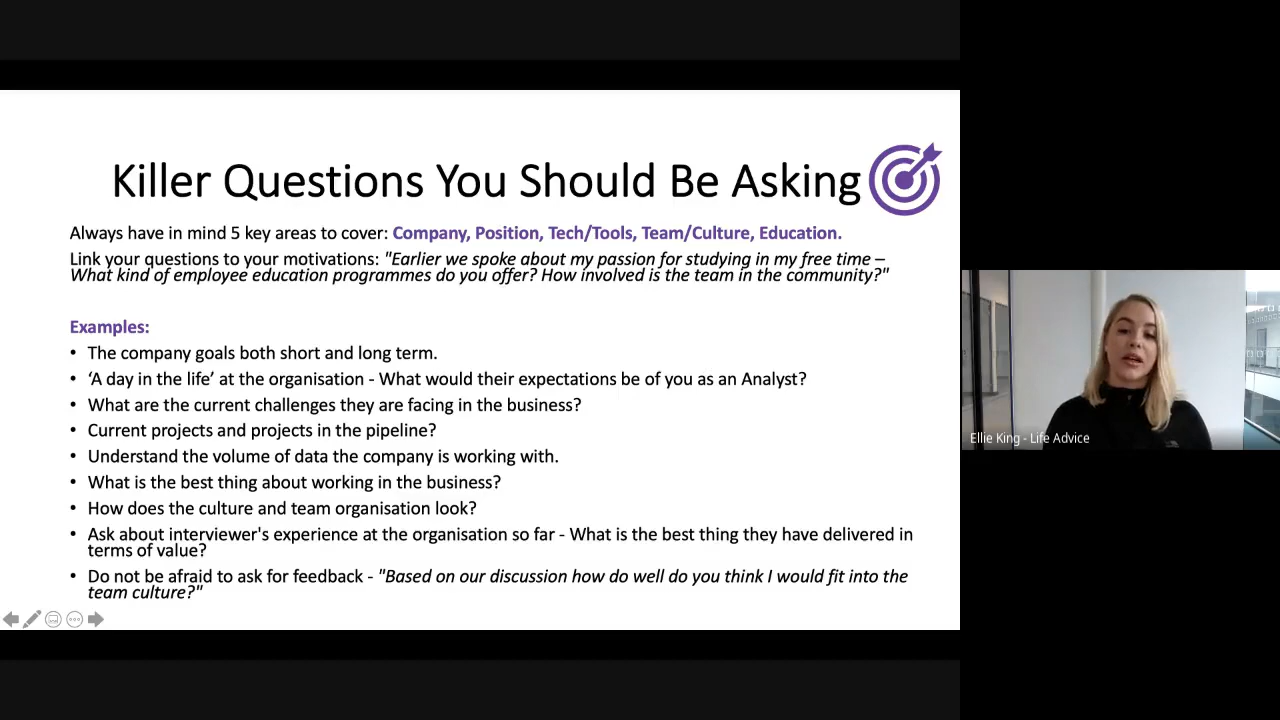 Killer Questions You Should Be Asking
Always have in mind 5 key areas to cover: Company, Position, Tech/Tools, Team/Culture, Education.
Link your questions to your motivations: "Earlier we spoke about my passion for studying in my free time –
What kind of employee education programmes do you offer? How involved is the team in the community?"
Examples:
• The company goals both short and long term.
• ‘A day in the life’ at the organisation - What would their expectations be of you as an Analyst?
• What are the current challenges they are facing in the business?
• Current projects and projects in the pipeline?
• Understand the volume of data the company is working with.
• What is the best thing about working in the business?
• How does the culture and team organisation look?
• Ask about interviewer's experience at the organisation so far - What is the best thing they have delivered in
terms of value?
• Do not be afraid to ask for feedback - "Based on our discussion how do well do you think I would fit into the
team culture?"
Ellie King - Life Advice